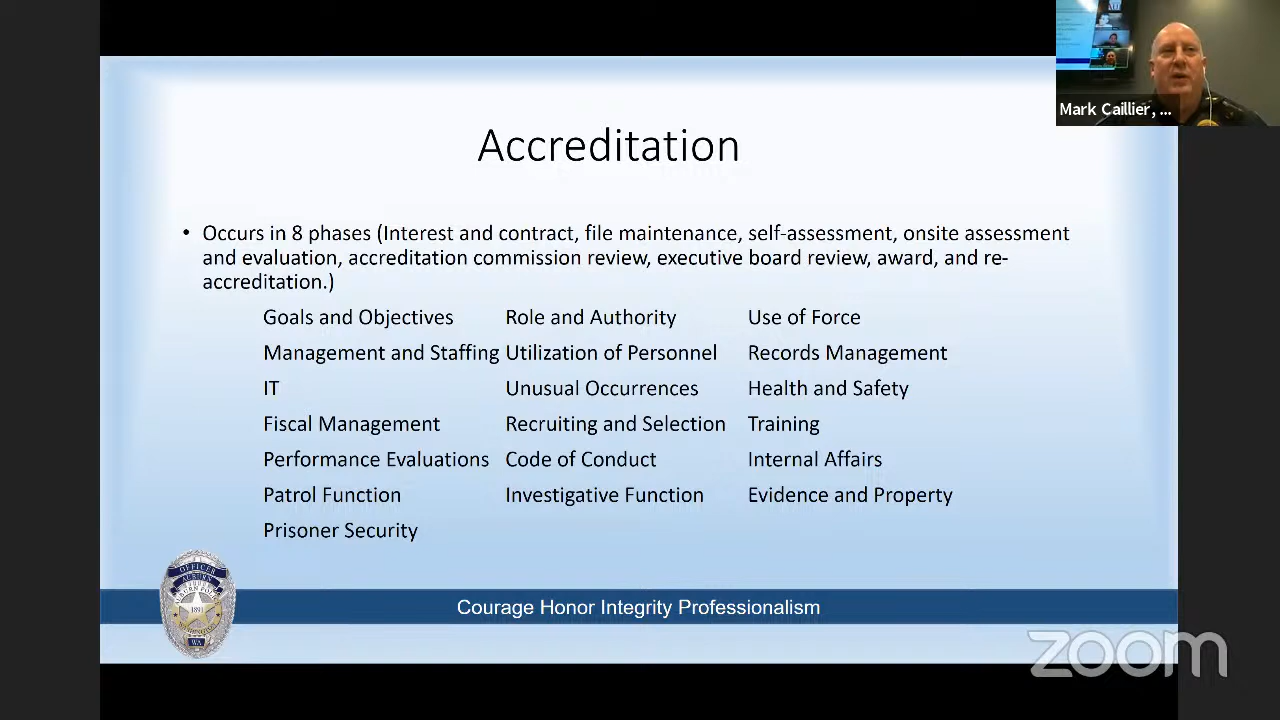 Mark Caillier, ...
Accreditation
• Occurs in 8 phases (Interest and contract, file maintenance, self-assessment, onsite assessment
and evaluation, accreditation commission review, executive board review, award, and re-
accreditation.)
Goals and Objectives Role and Authority Use of Force
Management and Staffing Utilization of Personnel Records Management
IT Unusual Occurrences Health and Safety
Fiscal Management Recruiting and Selection Training
Performance Evaluations Code of Conduct Internal Affairs
Patrol Function Investigative Function Evidence and Property
Prisoner Security
OFFICER
AUBURN
1891
WA
Courage Honor Integrity Professionalism
zoom